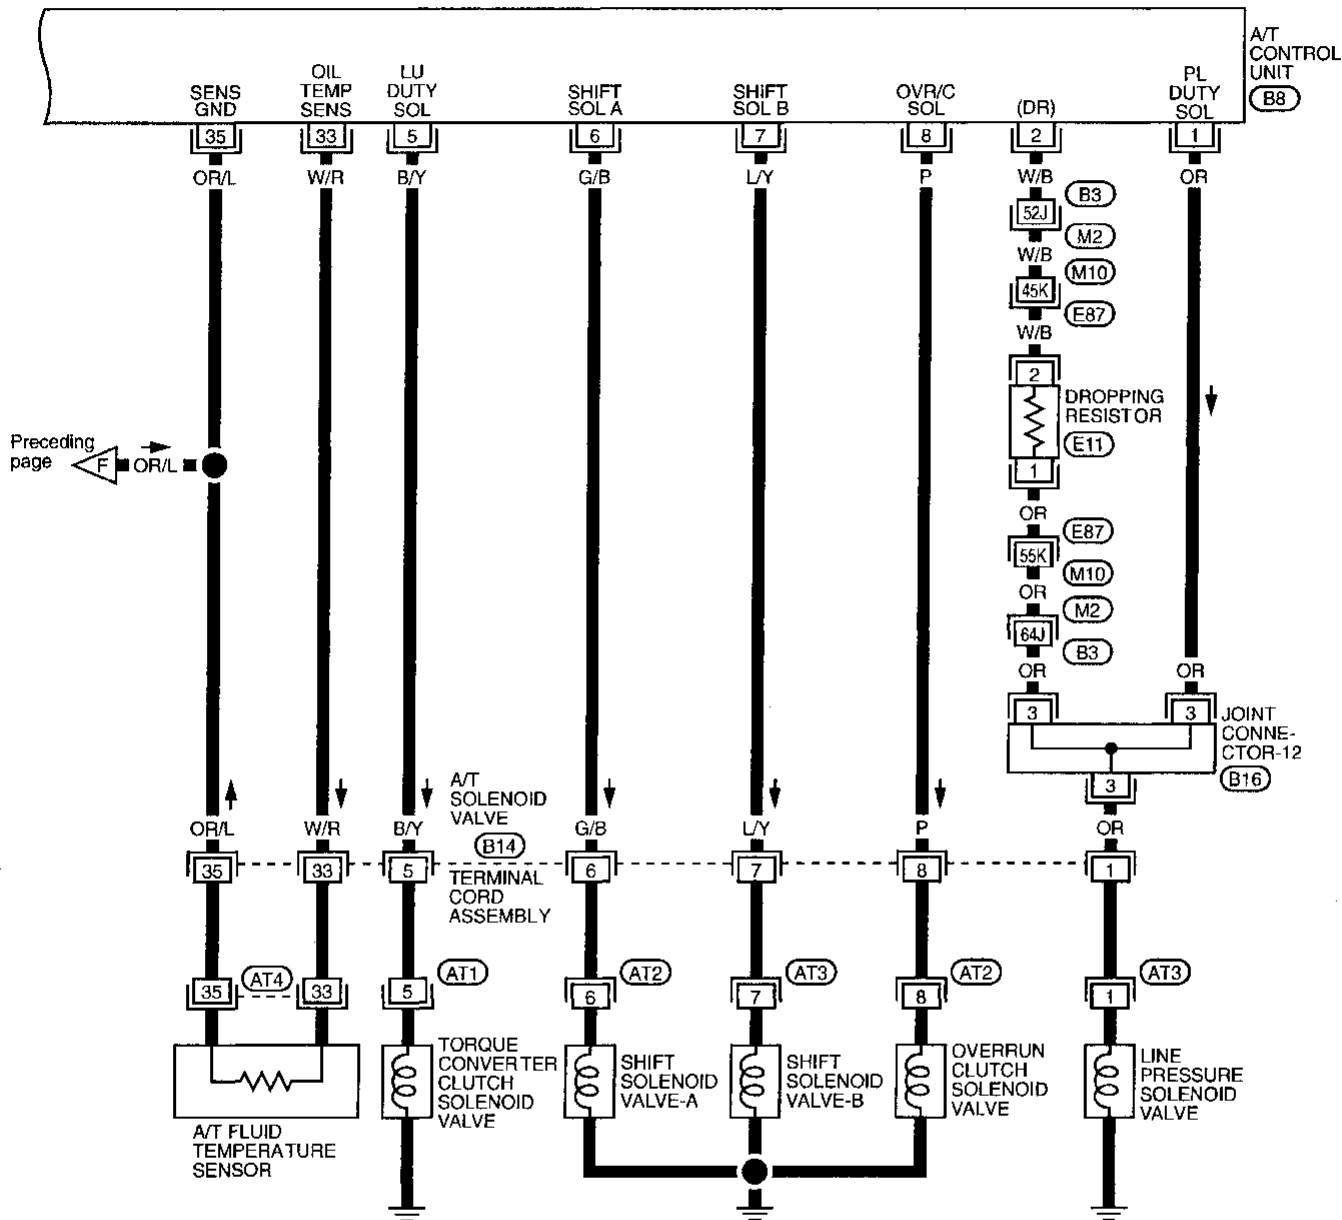 A/T
CONTROL
UNIT
B8
SENS
GND
OIL
TEMP
SENS
LU
DUTY
SOL
SHIFT
SOL A
SHIFT
SOL B
OVR/C
SOL
(DR)
PL
DUTY
SOL
35
33
5
6
7
8
2
1
OR/L
W/R
B/Y
G/B
L/Y
P
W/B
OR
52J
B3
M2
W/B
45K
M10
E87
W/B
2
DROPPING
RESISTOR
E11
1
Preceding
page
F
OR/L
OR
55K
E87
M10
OR
64J
M2
B3
OR
OR
3
3
JOINT
CONNE-
CTOR-12
B16
3
A/T
SOLENOID
VALVE
B14
TERMINAL
CORD
ASSEMBLY
OR/L
W/R
B/Y
G/B
L/Y
P
OR
35
33
5
6
7
8
1
35
AT4
33
5
AT1
6
AT2
7
AT3
8
AT2
1
AT3
A/T FLUID
TEMPERATURE
SENSOR
TORQUE
CONVERTER
CLUTCH
SOLENOID
VALVE
SHIFT
SOLENOID
VALVE-A
SHIFT
SOLENOID
VALVE-B
OVERRUN
CLUTCH
SOLENOID
VALVE
LINE
PRESSURE
SOLENOID
VALVE